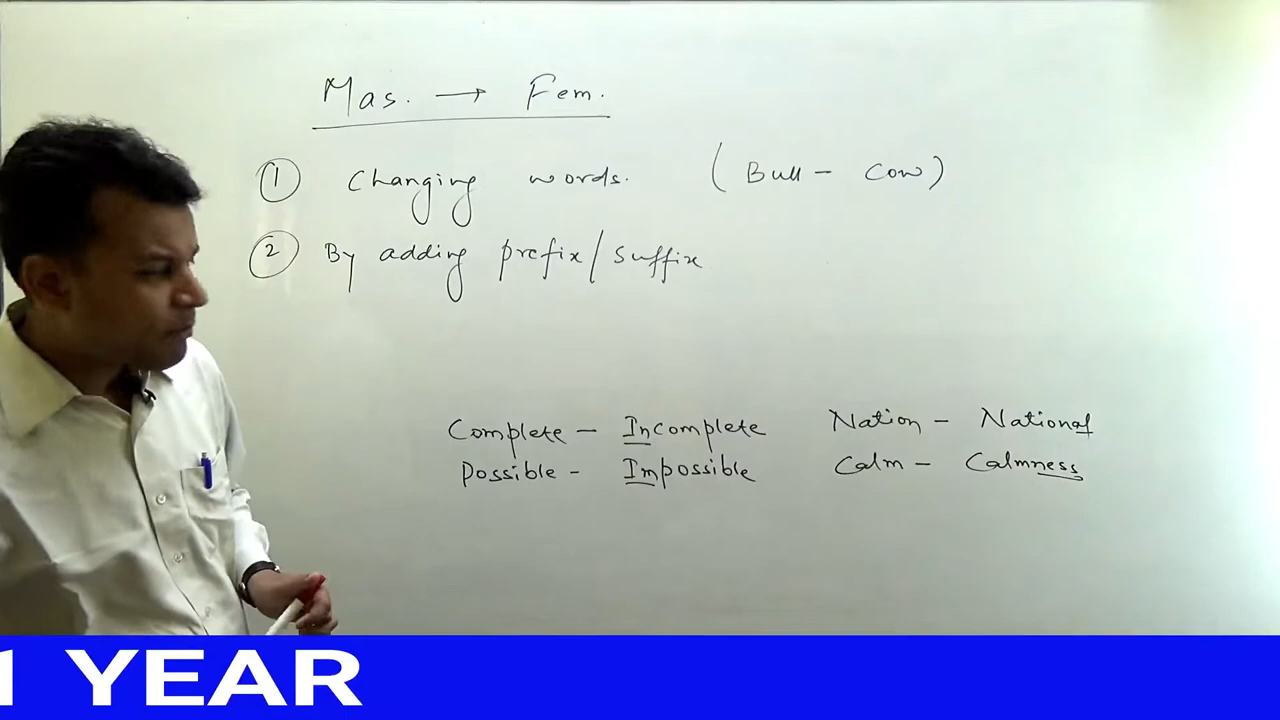 Mas. → Fem.
① Changing words. (Bull - Cow)
② By adding prefix/suffix
Complete - Incomplete Nation - National
Possible - Impossible Calm - Calmness
1 YEAR